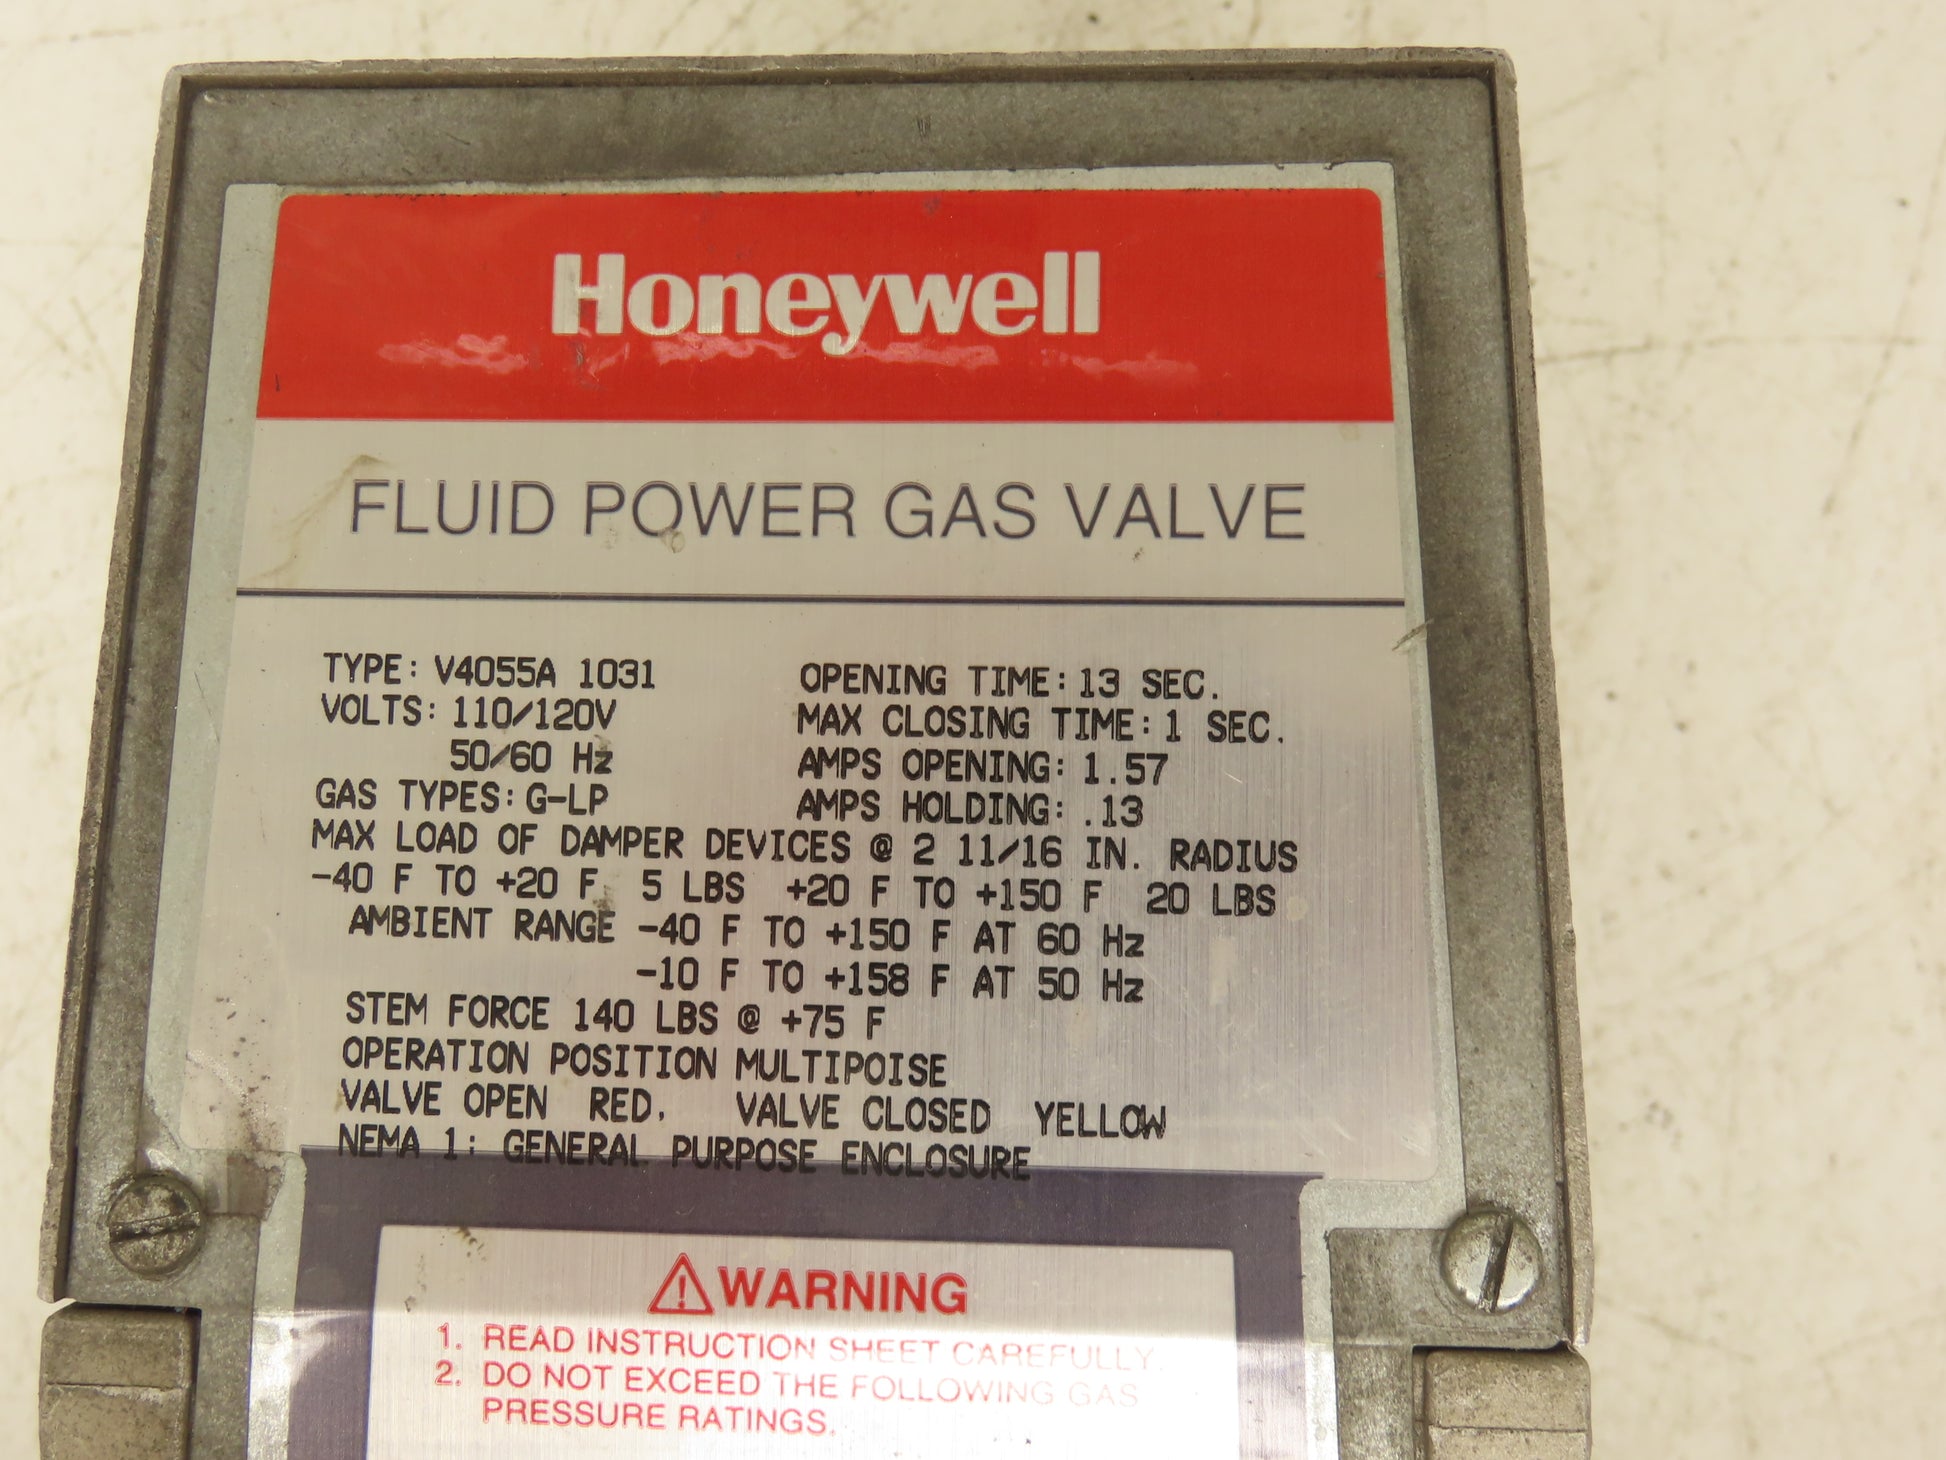 Honeywell
FLUID POWER GAS VALVE
TYPE: V4055A 1031
VOLTS: 110/120V
50/60 Hz
GAS TYPES: G-LP
OPENING TIME: 13 SEC.
MAX CLOSING TIME: 1 SEC.
AMPS OPENING: 1.57
AMPS HOLDING: .13
MAX LOAD OF DAMPER DEVICES @ 2 11/16 IN. RADIUS
-40 F TO +20 F 5 LBS +20 F TO +150 F 20 LBS
AMBIENT RANGE -40 F TO +150 F AT 60 Hz
-10 F TO +158 F AT 50 Hz
STEM FORCE 140 LBS @ +75 F
OPERATION POSITION MULTIPOISE
VALVE OPEN RED. VALVE CLOSED YELLOW
NEMA 1: GENERAL PURPOSE ENCLOSURE
WARNING
1. READ INSTRUCTION SHEET CAREFULLY.
2. DO NOT EXCEED THE FOLLOWING GAS
PRESSURE RATINGS.